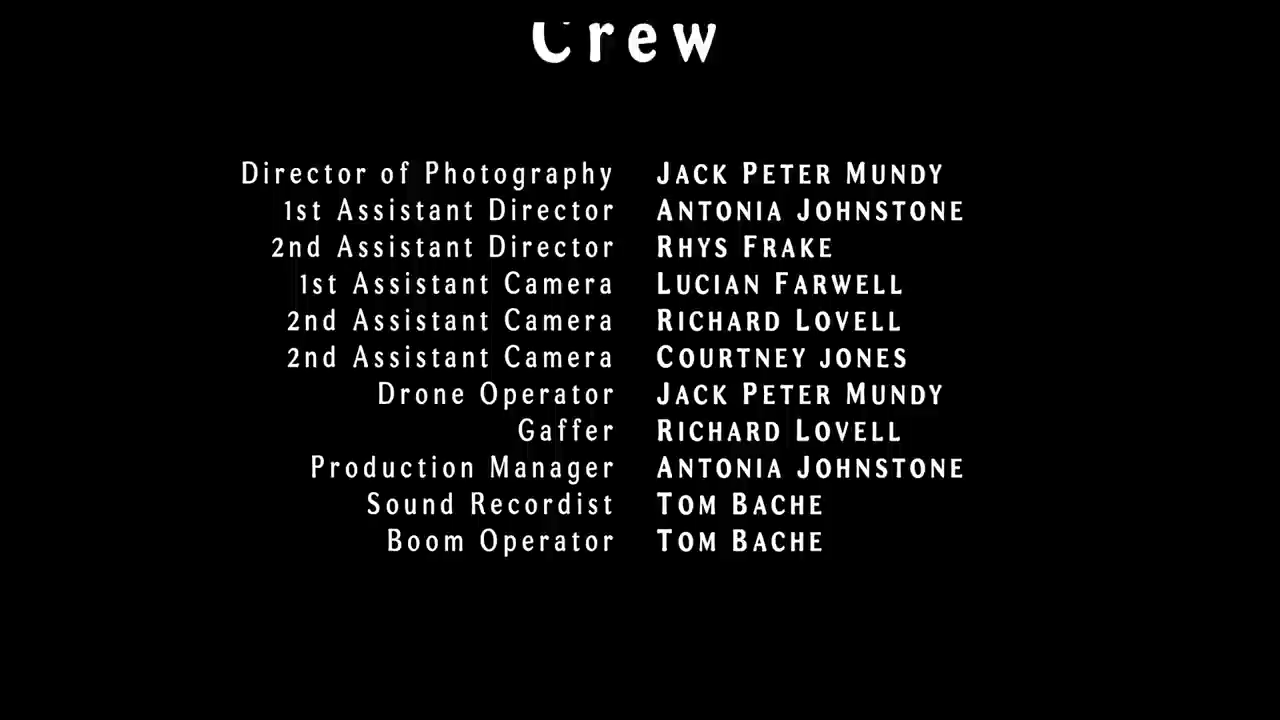 Crew
Director of Photography JACK PETER MUNDY
1st Assistant Director ANTONIA JOHNSTONE
2nd Assistant Director RHYS FRAKE
1st Assistant Camera LUCIAN FARWELL
2nd Assistant Camera RICHARD LOVELL
2nd Assistant Camera COURTNEY JONES
Drone Operator JACK PETER MUNDY
Gaffer RICHARD LOVELL
Production Manager ANTONIA JOHNSTONE
Sound Recordist TOM BACHE
Boom Operator TOM BACHE